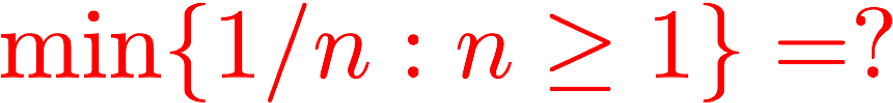 min{1/n : n ≥ 1} =?